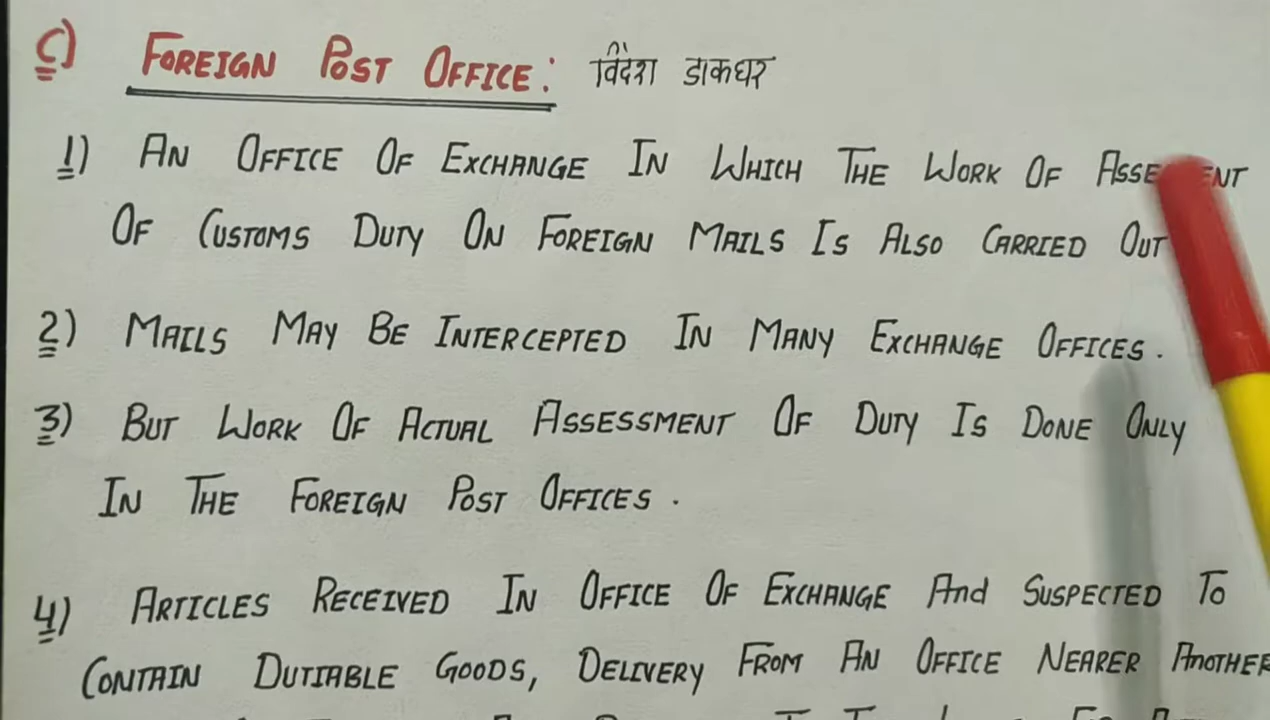 C) FOREIGN POST OFFICE: विदेश डाकघर
1) AN OFFICE OF EXCHANGE IN WHICH THE WORK OF
OF CUSTOMS DUTY ON FOREIGN MAILS IS ALSO CARRIED OUT
2) MAILS MAY BE INTERCEPTED IN MANY EXCHANGE OFFICES.
3) BUT WORK OF ACTUAL ASSESSMENT OF DUTY IS DONE ONLY
IN THE FOREIGN POST OFFICES.
4) ARTICLES RECEIVED IN OFFICE OF EXCHANGE And SUSPECTED TO
CONTAIN DUTIABLE GOODS, DELIVERY FROM AN OFFICE NEARER ANOTHER